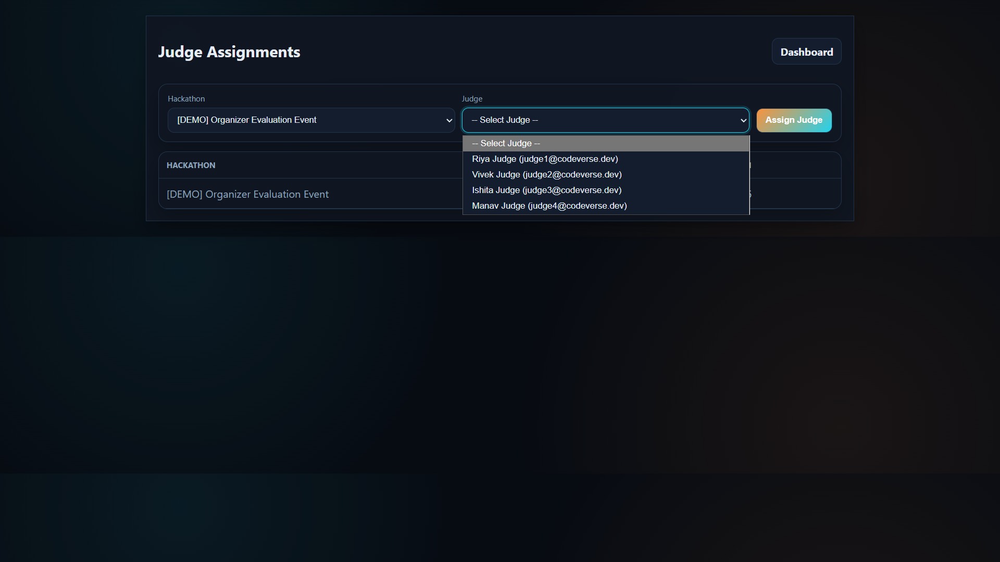 Judge Assignments
Dashboard
Hackathon
Judge
[DEMO] Organizer Evaluation Event
-- Select Judge --
Assign Judge
-- Select Judge --
Riya Judge (judge1@codeverse.dev)
Vivek Judge (judge2@codeverse.dev)
Ishita Judge (judge3@codeverse.dev)
Manav Judge (judge4@codeverse.dev)
HACKATHON
[DEMO] Organizer Evaluation Event